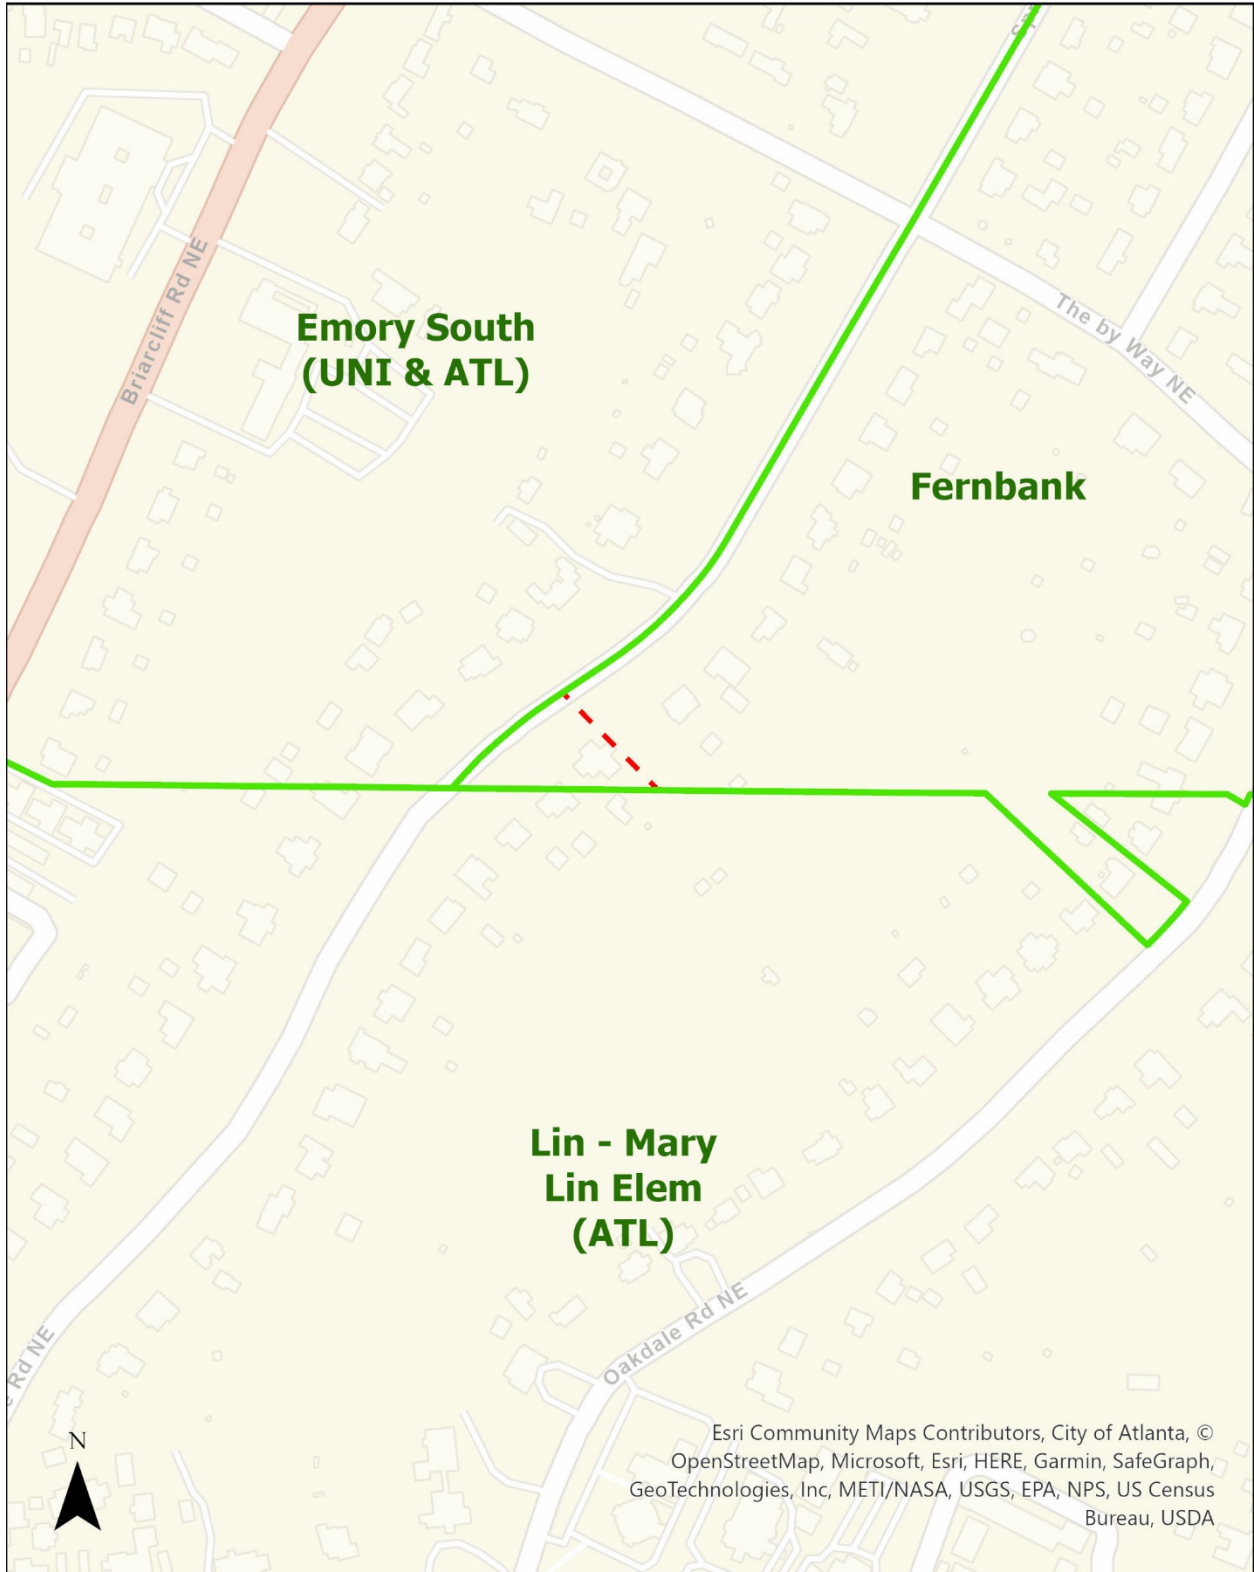 Briarcliff Rd NE
Emory South
(UNI & ATL)
The by Way NE
Fernbank
Lin - Mary
Lin Elem
(ATL)
Oakdale Rd NE
Rd NE
N
Esri Community Maps Contributors, City of Atlanta, ©
OpenStreetMap, Microsoft, Esri, HERE, Garmin, SafeGraph,
GeoTechnologies, Inc, METI/NASA, USGS, EPA, NPS, US Census
Bureau, USDA